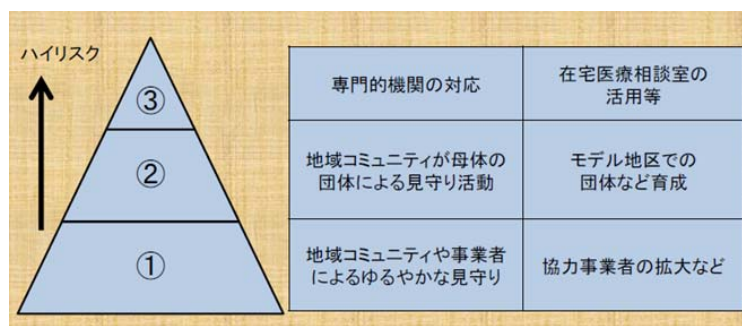 ハイリスク
③
専門的機関の対応
在宅医療相談室の
活用等
②
地域コミュニティが母体の
団体による見守り活動
モデル地区での
団体など育成
①
地域コミュニティや事業者
によるゆるやかな見守り
協力事業者の拡大など